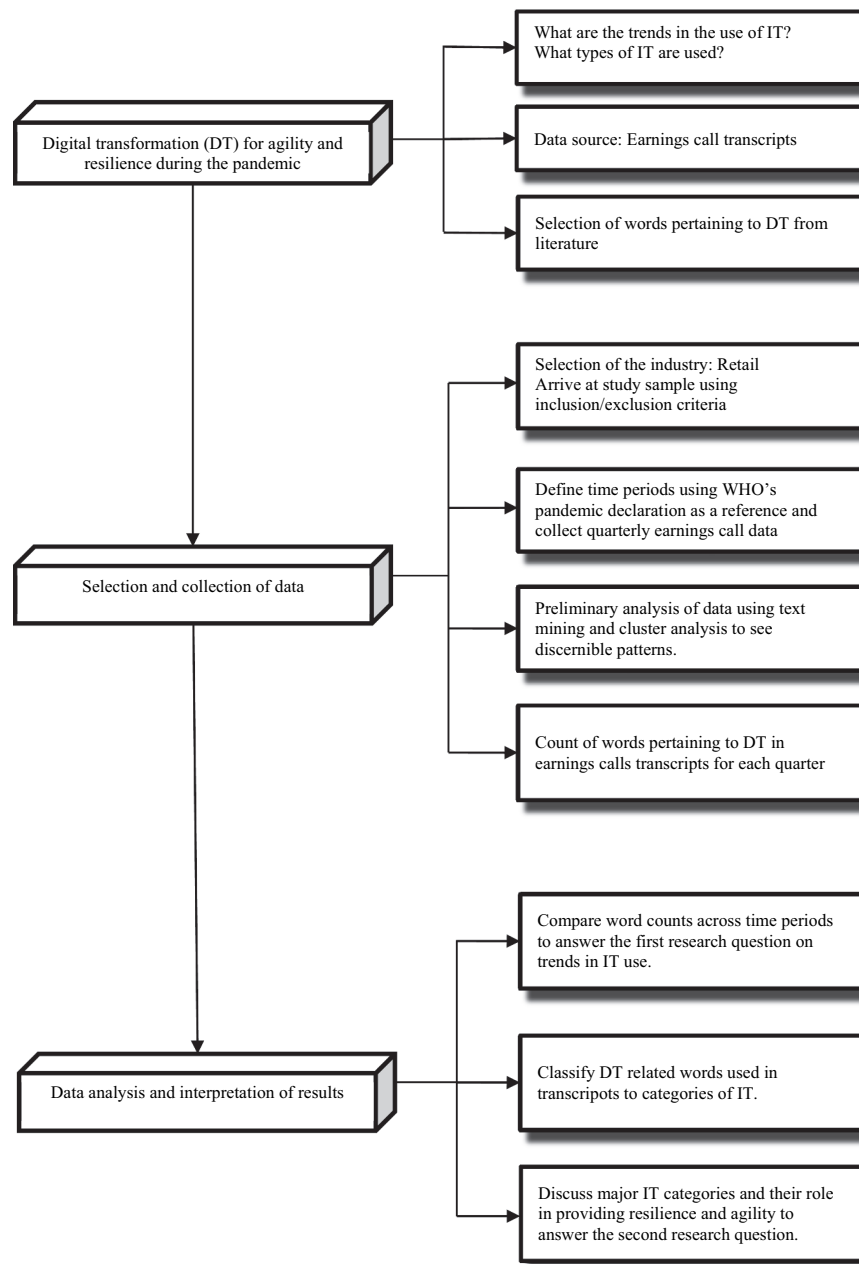 What are the trends in the use of IT?
What types of IT are used?
Digital transformation (DT) for agility and
resilience during the pandemic
Data source: Earnings call transcripts
Selection of words pertaining to DT from
literature
Selection of the industry: Retail
Arrive at study sample using
inclusion/exclusion criteria
Define time periods using WHO’s
pandemic declaration as a reference and
collect quarterly earnings call data
Selection and collection of data
Preliminary analysis of data using text
mining and cluster analysis to see
discernible patterns.
Count of words pertaining to DT in
earnings calls transcripts for each quarter
Compare word counts across time periods
to answer the first research question on
trends in IT use.
Data analysis and interpretation of results
Classify DT related words used in
transcripots to categories of IT.
Discuss major IT categories and their role
in providing resilience and agility to
answer the second research question.